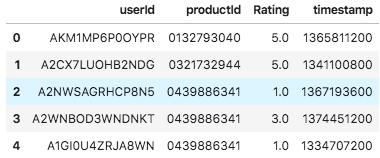 userId productId Rating timestamp
0 AKM1MP6P0OYPR 0132793040 5.0 1365811200
1 A2CX7LUOHB2NDG 0321732944 5.0 1341100800
2 A2NWSAGRHCP8N5 0439886341 1.0 1367193600
3 A2WNBOD3WNDNKT 0439886341 3.0 1374451200
4 A1GI0U4ZRJA8WN 0439886341 1.0 1334707200